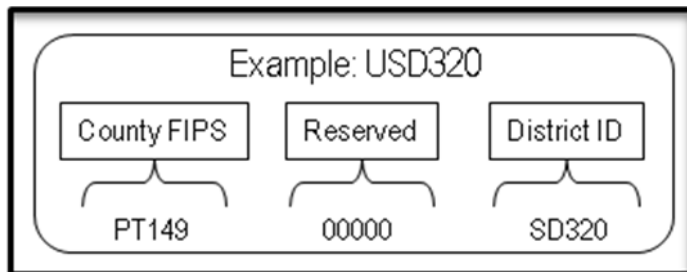 Example: USD320
County FIPS Reserved District ID
PT149 00000 SD320